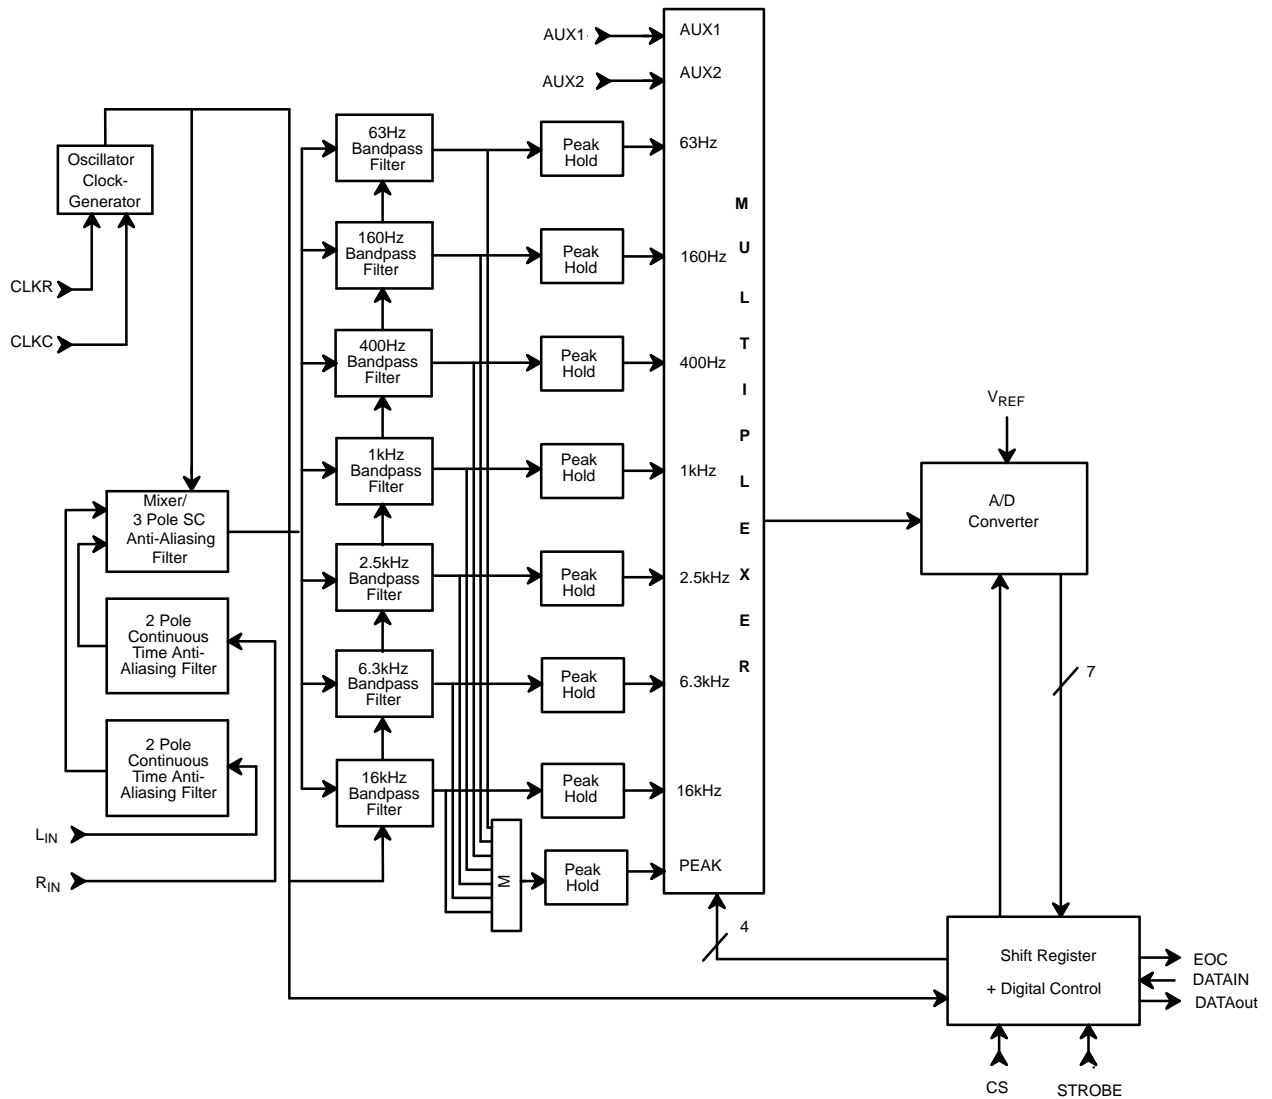 AUX1
AUX2
AUX1
AUX2
Oscillator
Clock-
Generator
CLKR
CLKC
63Hz
Bandpass
Filter
Peak
Hold
63Hz
160Hz
Bandpass
Filter
Peak
Hold
160Hz
400Hz
Bandpass
Filter
Peak
Hold
400Hz
1kHz
Bandpass
Filter
Peak
Hold
1kHz
2.5kHz
Bandpass
Filter
Peak
Hold
2.5kHz
6.3kHz
Bandpass
Filter
Peak
Hold
6.3kHz
16kHz
Bandpass
Filter
Peak
Hold
16kHz
M
Peak
Hold
PEAK
MULTIPLEXER
Mixer/
3 Pole SC
Anti-Aliasing
Filter
2 Pole
Continuous
Time Anti-
Aliasing Filter
2 Pole
Continuous
Time Anti-
Aliasing Filter
LIN
RIN
VREF
A/D
Converter
7
4
Shift Register
+ Digital Control
EOC
DATAIN
DATAout
CS
STROBE